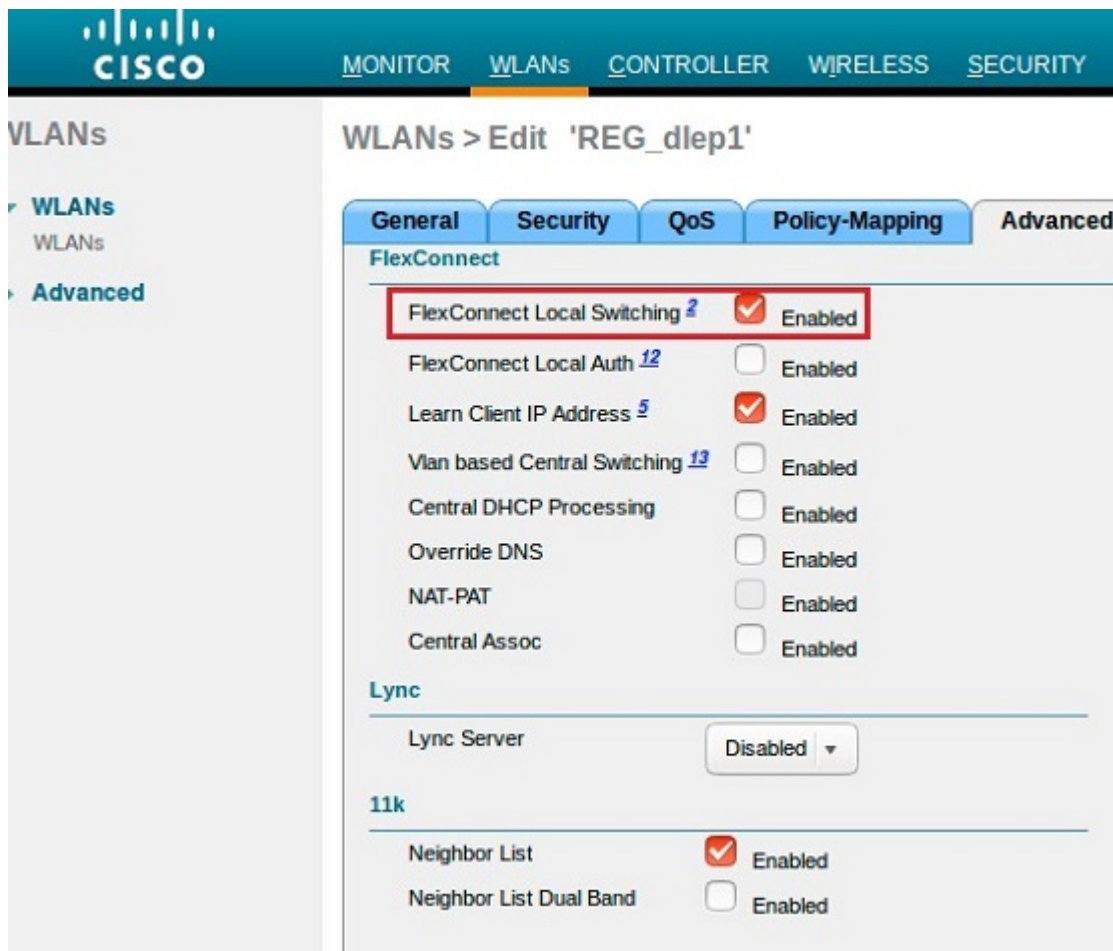 CISCO
MONITOR WLANs CONTROLLER WIRELESS SECURITY
WLANs
WLANs
WLANs
Advanced
WLANs > Edit 'REG_dlep1'
General Security QoS Policy-Mapping Advanced
FlexConnect
FlexConnect Local Switching 2 Enabled
FlexConnect Local Auth 12 Enabled
Learn Client IP Address 5 Enabled
Vlan based Central Switching 13 Enabled
Central DHCP Processing Enabled
Override DNS Enabled
NAT-PAT Enabled
Central Assoc Enabled
Lync
Lync Server Disabled
11k
Neighbor List Enabled
Neighbor List Dual Band Enabled